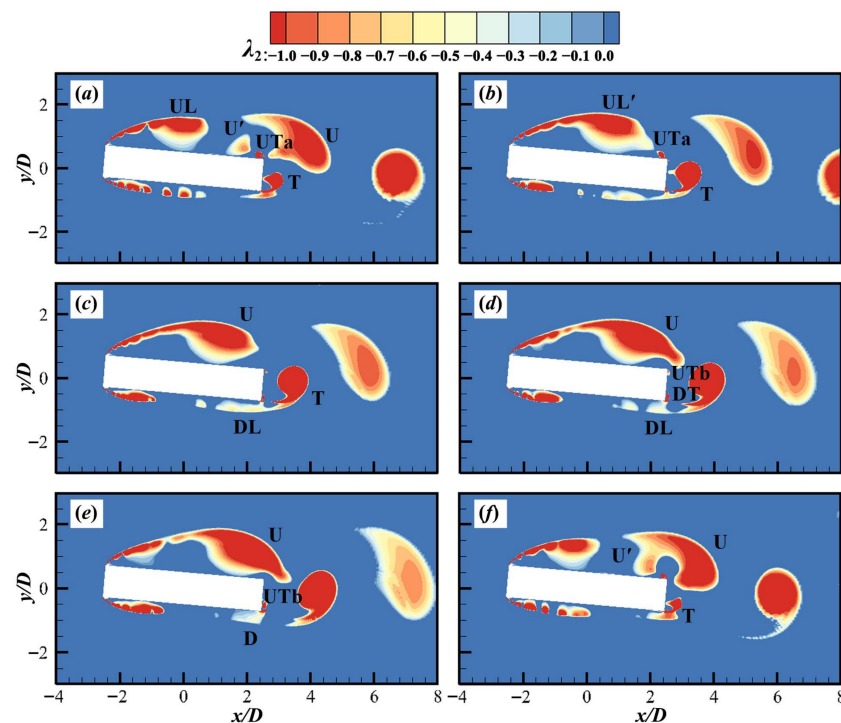 λ₂:−1.0 −0.9 −0.8 −0.7 −0.6 −0.5 −0.4 −0.3 −0.2 −0.1 0.0
(a) UL U′ UTa U T
(b) UL′ UTa T
y/D 2 0 −2
(c) U T DL
(d) U UTb DT T DL
y/D 2 0 −2
(e) U UTb D
(f) U′ U T
y/D 2 0 −2
−4 −2 0 2 4 6 8 −4 −2 0 2 4 6 8
x/D x/D